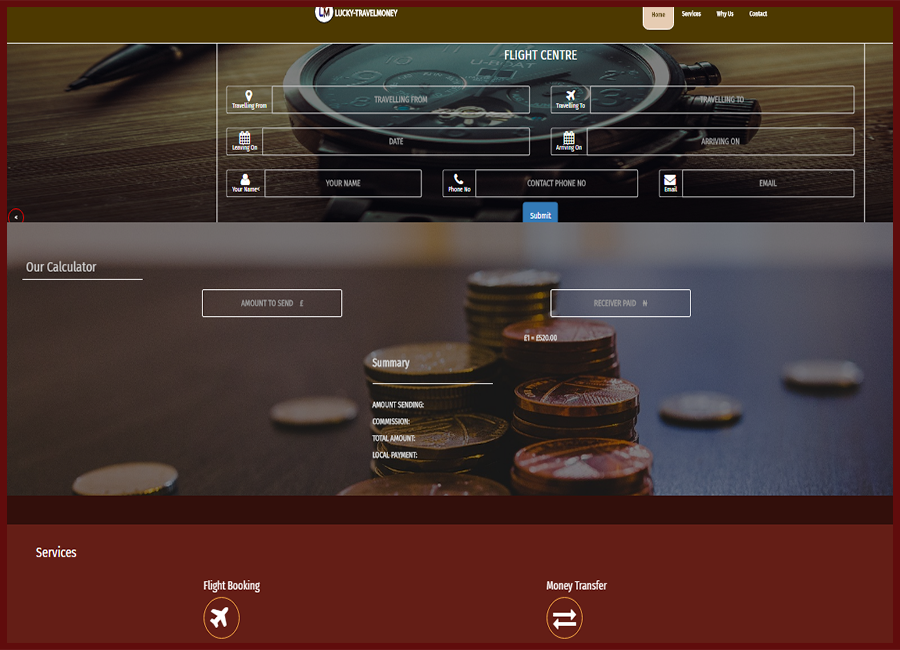 LM LUCKY-TRAVELMONEY
Home Services Why Us Contact
FLIGHT CENTRE
Travelling From TRAVELLING FROM
Travelling To TRAVELLING TO
Leaving On DATE
Arriving On ARRIVING ON
Your Name< YOUR NAME
Phone No CONTACT PHONE NO
Email EMAIL
Submit
<
Our Calculator
AMOUNT TO SEND £
RECEIVER PAID ₦
£1 = ₤520.00
Summary
AMOUNT SENDING:
COMMISSION:
TOTAL AMOUNT:
LOCAL PAYMENT:
Services
Flight Booking
Money Transfer